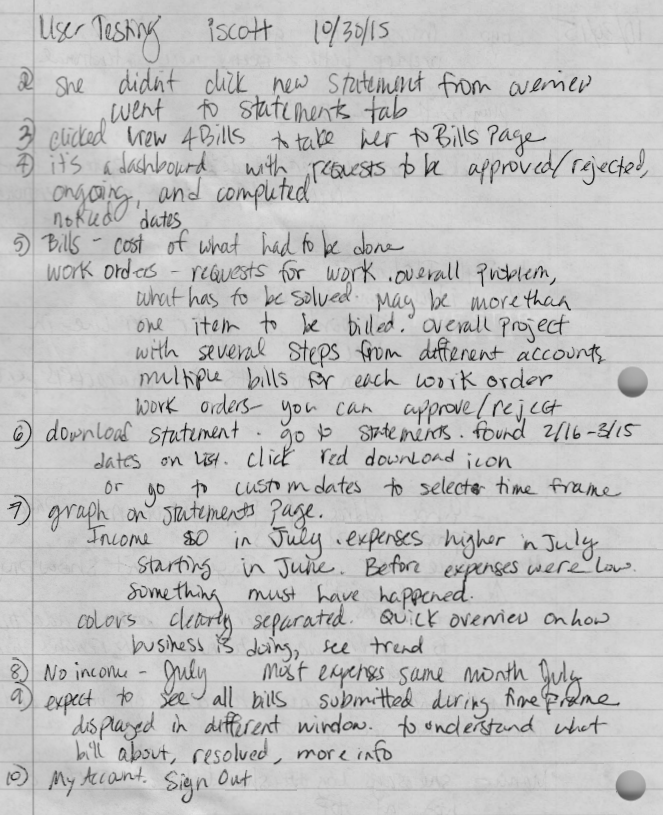 User Testing iscott 10/30/15
2) She didn't click new statement from overview
went to statements tab
3) clicked view 4 Bills to take her to Bills Page
4) it's a dashboard with requests to be approved/rejected,
ongoing, and completed
noticed dates
5) Bills - cost of what had to be done
work orders - requests for work. overall problem,
what has to be solved. May be more than
one item to be billed. overall project
with several steps from different accounts,
multiple bills for each work order
work orders - you can approve/reject
6) download statement. go to statements. found 2/16-3/15
dates on list. click red download icon
or go to custom dates to select time frame
7) graph on statements page.
Income $0 in July. expenses higher in July
starting in June. Before expenses were low.
something must have happened.
colors clearly separated. Quick overview on how
business is doing, see trend
8) No income - July most expenses same month July
9) expect to see all bills submitted during time frame
displayed in different window. to understand what
bill about, resolved, more info
10) My Account. Sign Out